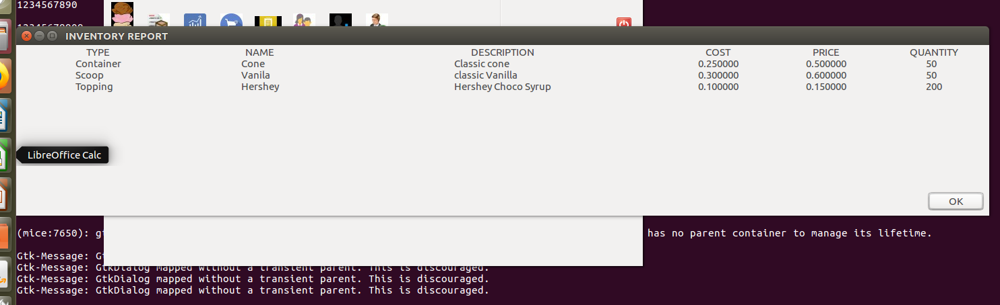 1234567890
INVENTORY REPORT
TYPE NAME DESCRIPTION COST PRICE QUANTITY
Container Cone Classic cone 0.250000 0.500000 50
Scoop Vanila classic Vanilla 0.300000 0.600000 50
Topping Hershey Hershey Choco Syrup 0.100000 0.150000 200
LibreOffice Calc
OK
(mice:7650): has no parent container to manage its lifetime.
Gtk-Message:
Gtk-Message: GtkDialog mapped without a transient parent. This is discouraged.
Gtk-Message: GtkDialog mapped without a transient parent. This is discouraged.
Gtk-Message: GtkDialog mapped without a transient parent. This is discouraged.